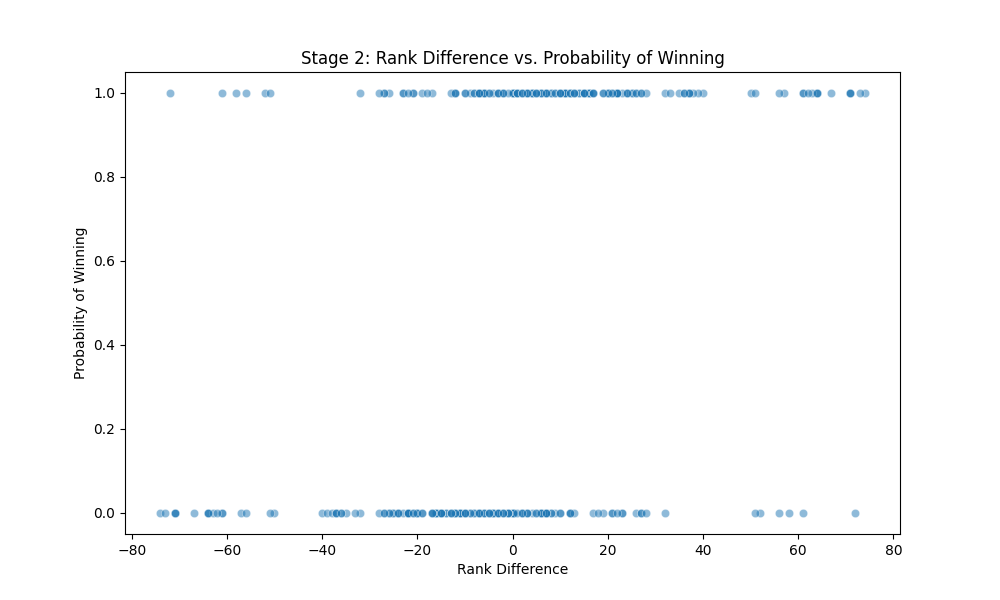 Stage 2: Rank Difference vs. Probability of Winning
1.0
0.8
0.6
0.4
0.2
0.0
Probability of Winning
−80 −60 −40 −20 0 20 40 60 80
Rank Difference